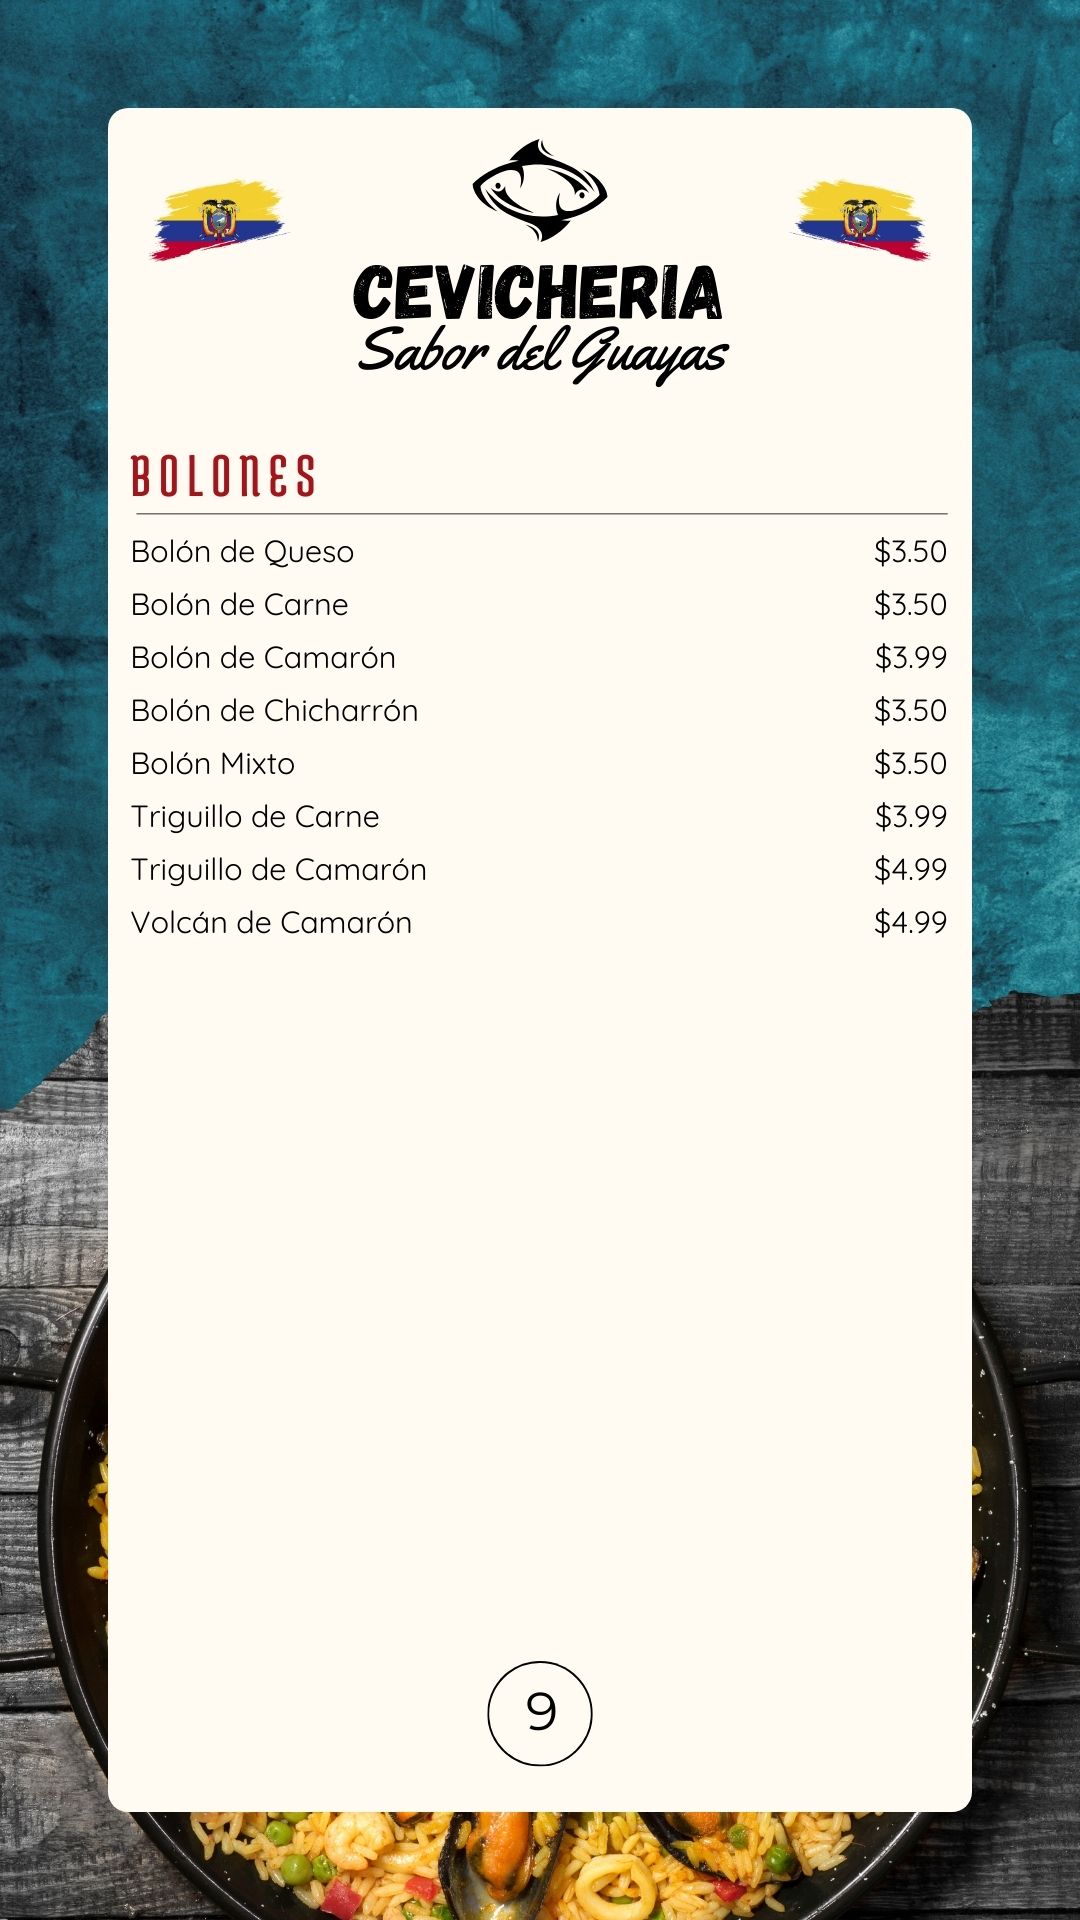 CEVICHERIA
Sabor del Guayas
BOLONES
Bolón de Queso $3.50
Bolón de Carne $3.50
Bolón de Camarón $3.99
Bolón de Chicharrón $3.50
Bolón Mixto $3.50
Triguillo de Carne $3.99
Triguillo de Camarón $4.99
Volcán de Camarón $4.99
9